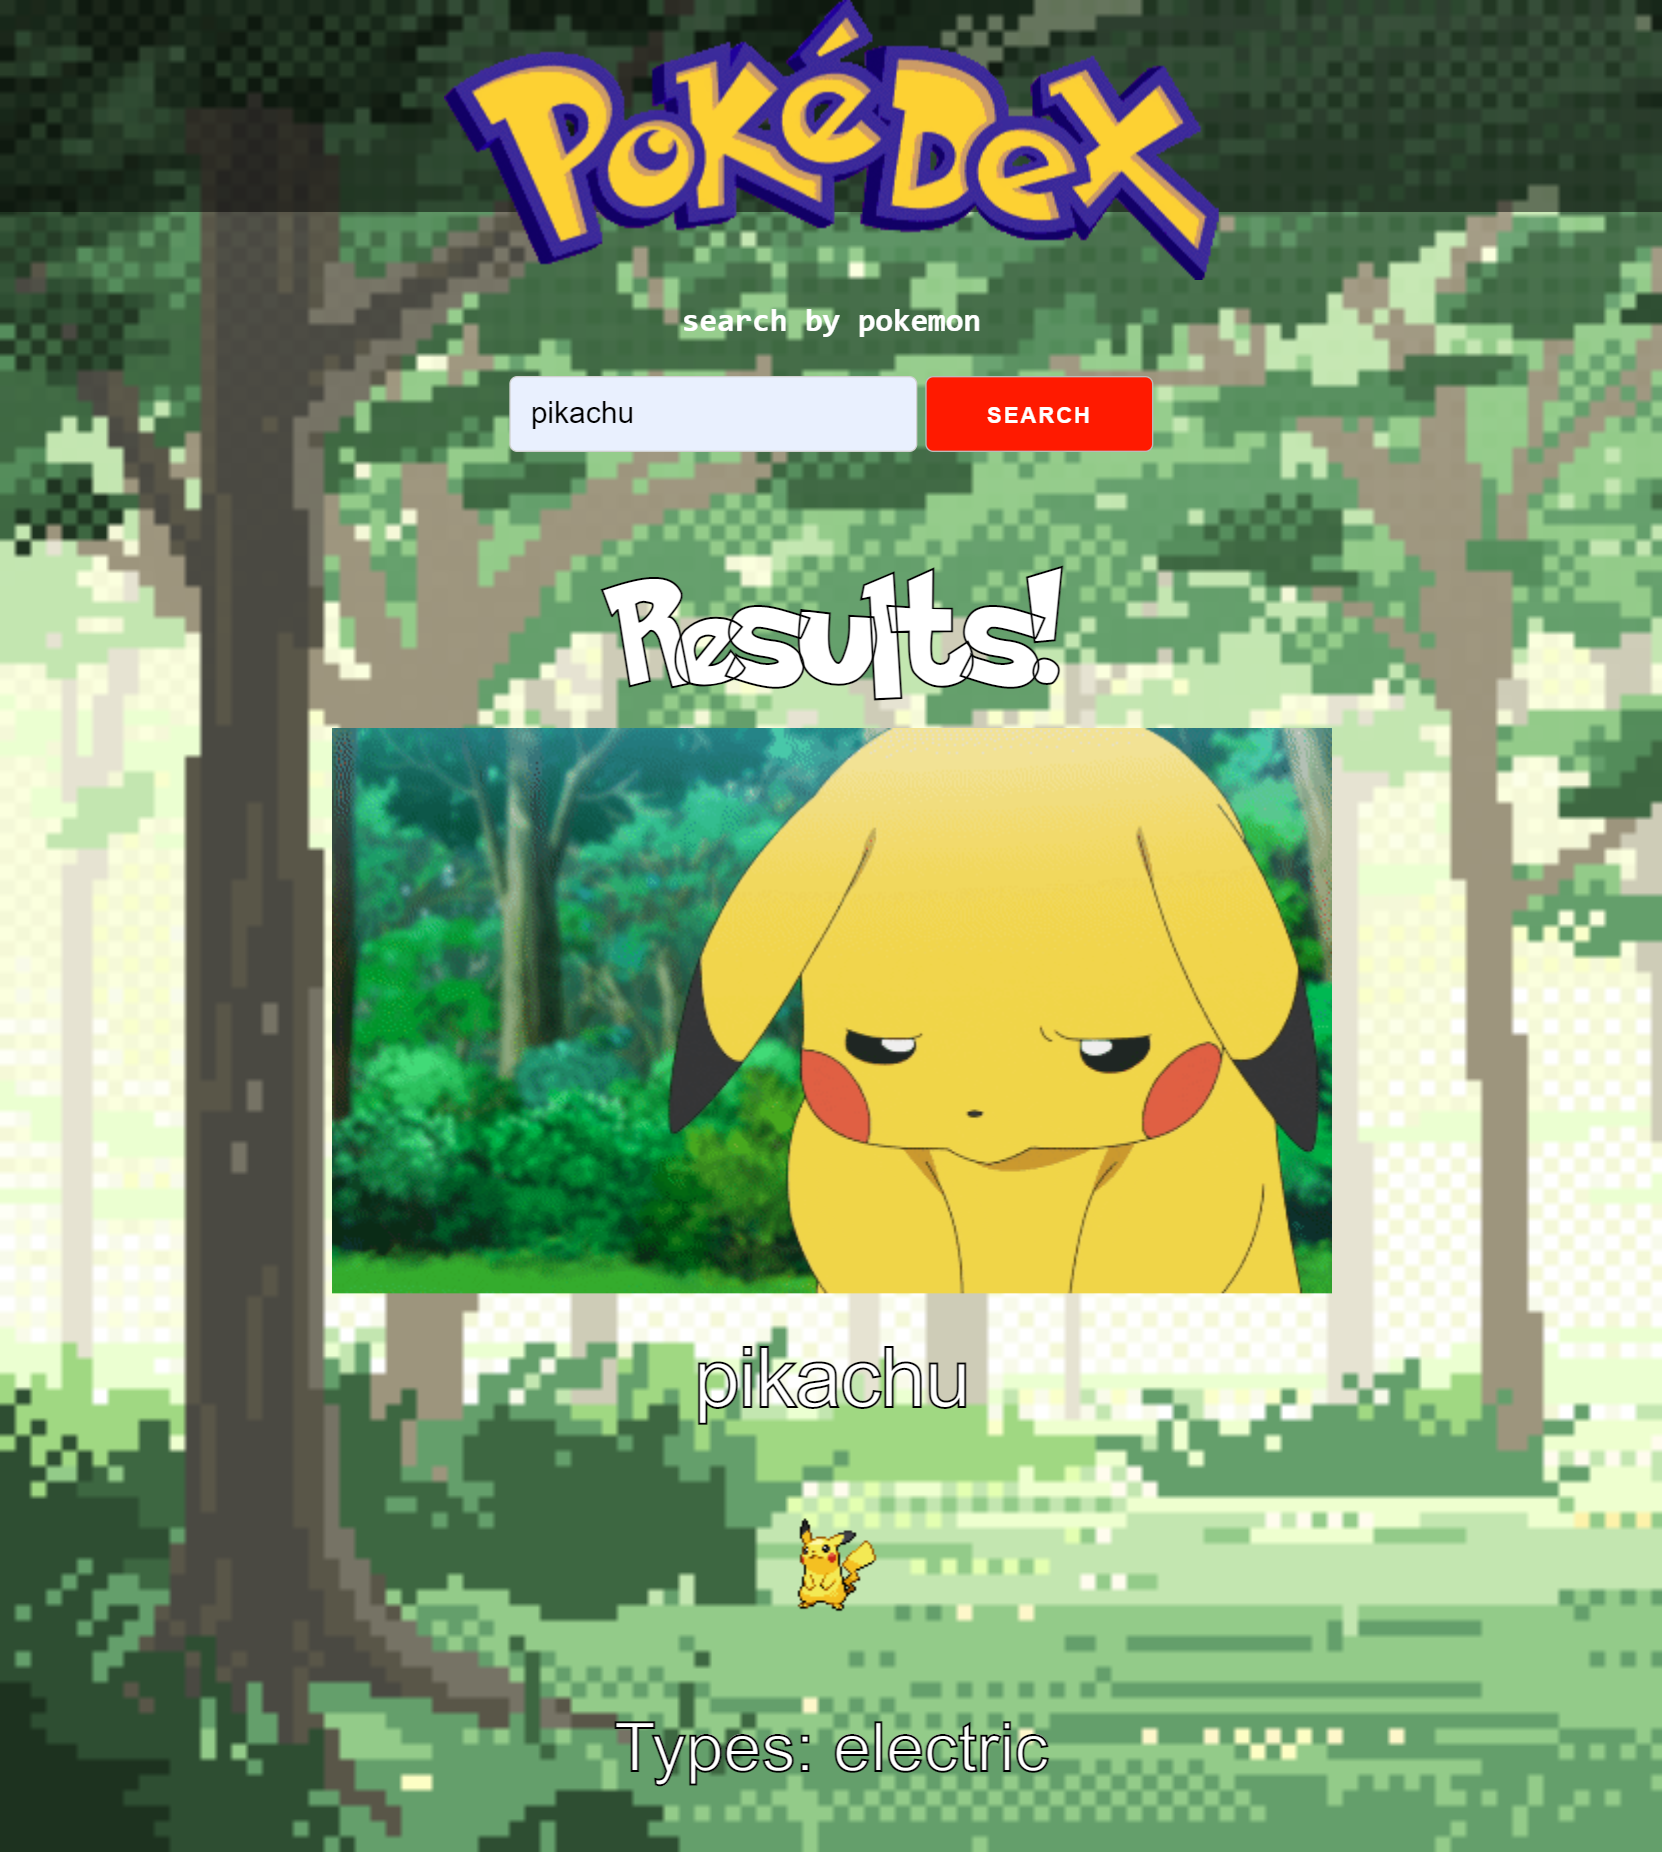 PoKéDex
search by pokemon
pikachu
SEARCH
Results!
pikachu
Types: electric